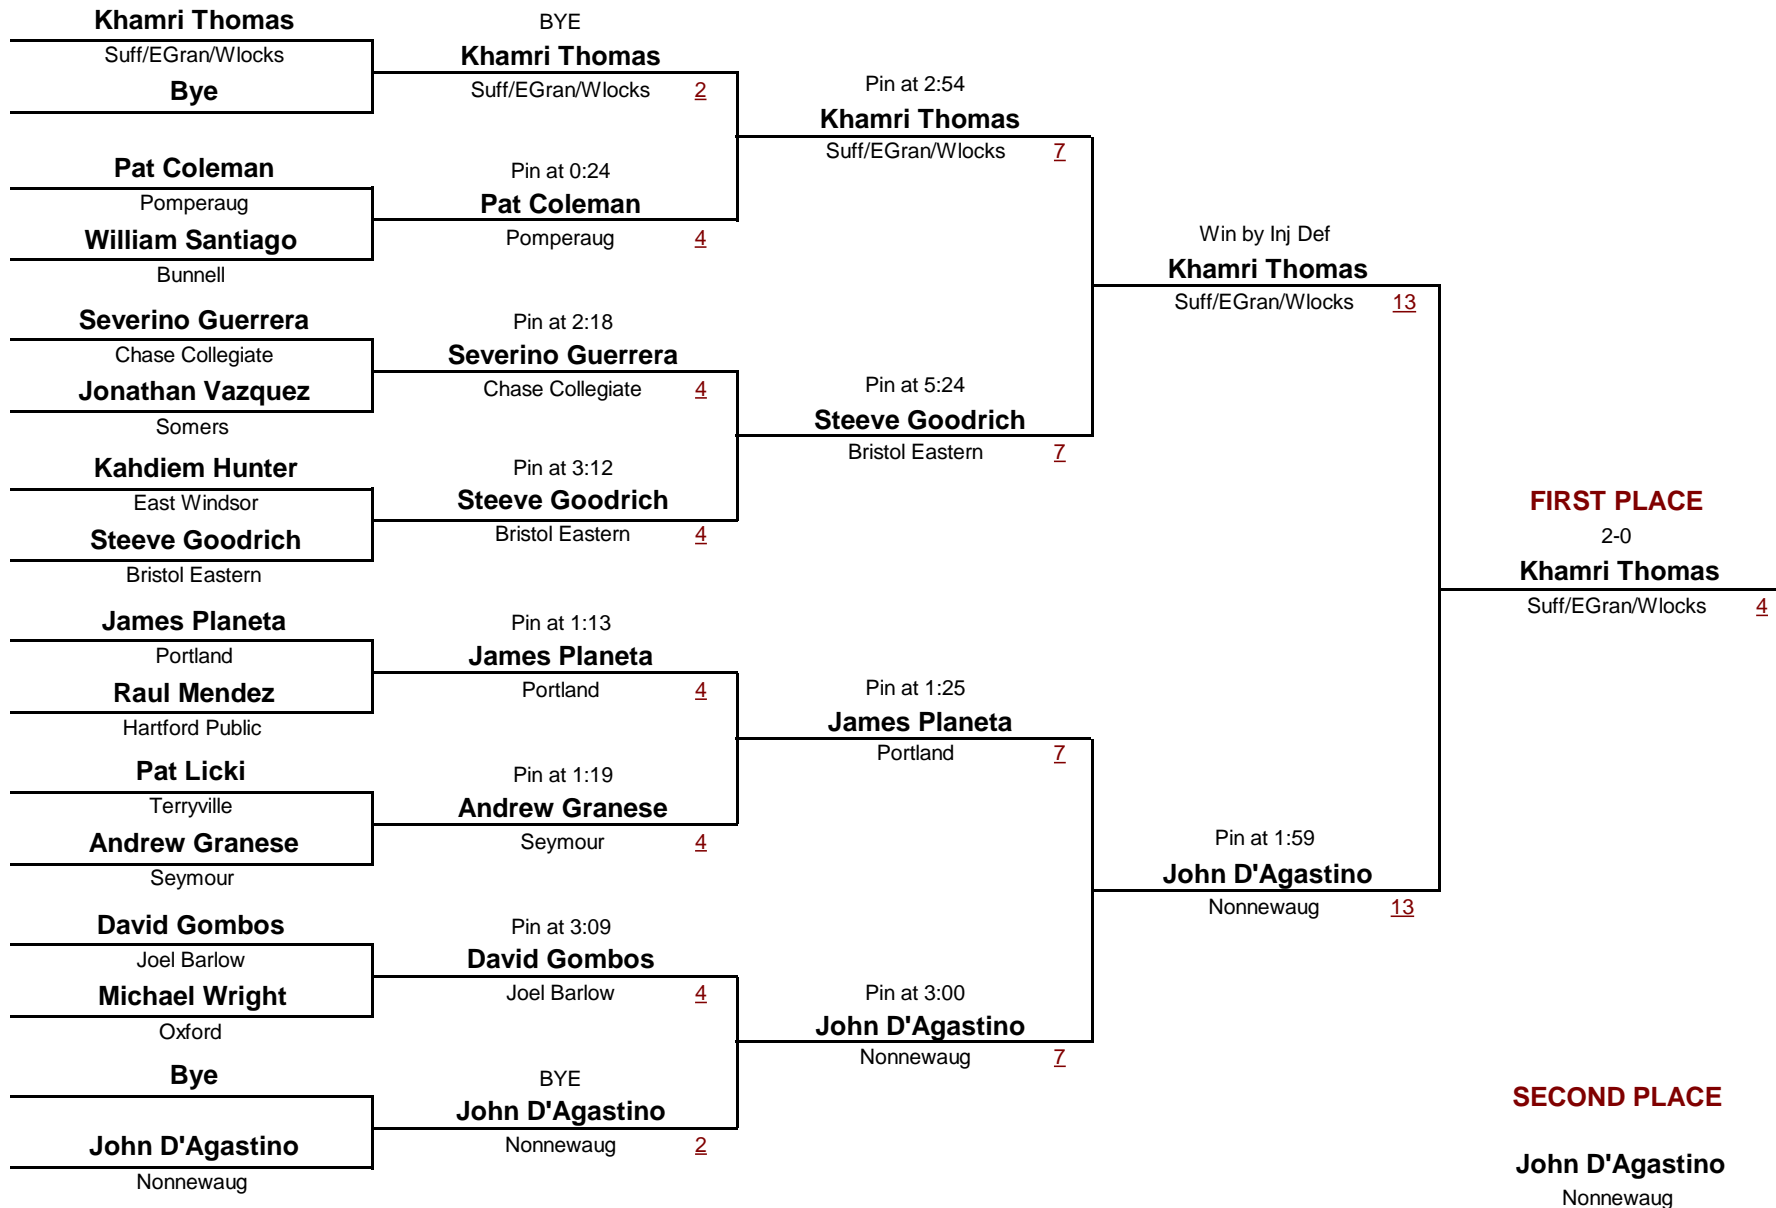 Khamri Thomas
Suff/EGran/Wlocks
Bye
Pat Coleman
Pomperaug
William Santiago
Bunnell
Severino Guerrera
Chase Collegiate
Jonathan Vazquez
Somers
Kahdiem Hunter
East Windsor
Steeve Goodrich
Bristol Eastern
James Planeta
Portland
Raul Mendez
Hartford Public
Pat Licki
Terryville
Andrew Granese
Seymour
David Gombos
Joel Barlow
Michael Wright
Oxford
Bye
John D'Agastino
Nonnewaug
BYE
Khamri Thomas
Suff/EGran/Wlocks 2
Pin at 0:24
Pat Coleman
Pomperaug 4
Pin at 2:18
Severino Guerrera
Chase Collegiate 4
Pin at 3:12
Steeve Goodrich
Bristol Eastern 4
Pin at 1:13
James Planeta
Portland 4
Pin at 1:19
Andrew Granese
Seymour 4
Pin at 3:09
David Gombos
Joel Barlow 4
BYE
John D'Agastino
Nonnewaug 2
Pin at 2:54
Khamri Thomas
Suff/EGran/Wlocks 7
Pin at 5:24
Steeve Goodrich
Bristol Eastern 7
Pin at 1:25
James Planeta
Portland 7
Pin at 3:00
John D'Agastino
Nonnewaug 7
Win by Inj Def
Khamri Thomas
Suff/EGran/Wlocks 13
Pin at 1:59
John D'Agastino
Nonnewaug 13
FIRST PLACE
2-0
Khamri Thomas
Suff/EGran/Wlocks 4
SECOND PLACE
John D'Agastino
Nonnewaug